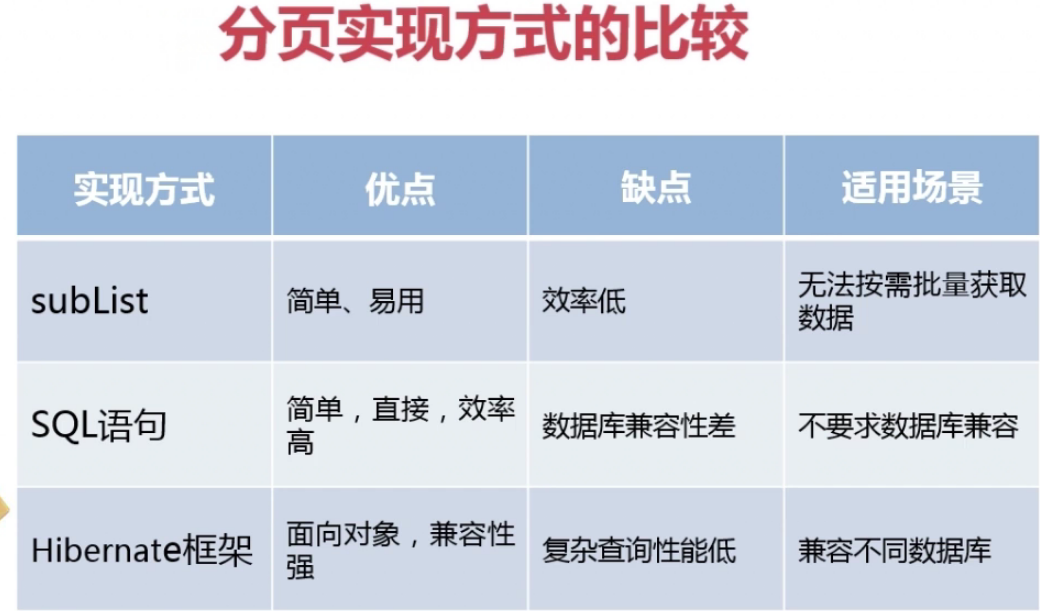 分页实现方式的比较
实现方式 优点 缺点 适用场景
subList 简单、易用 效率低 无法按需批量获取
数据
SQL语句 简单，直接，效率
高 数据库兼容性差 不要求数据库兼容
Hibernate框架 面向对象，兼容性
强 复杂查询性能低 兼容不同数据库